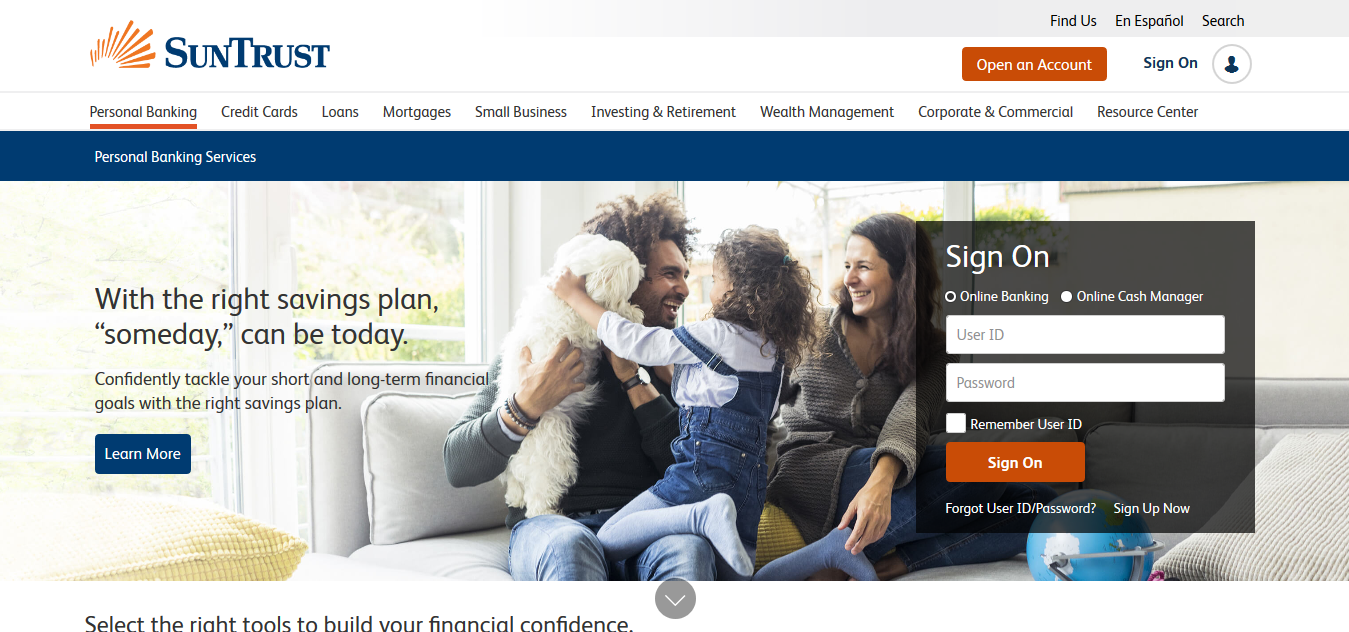 Find Us En Español Search
SUNTRUST
Open an Account Sign On
Personal Banking Credit Cards Loans Mortgages Small Business Investing & Retirement Wealth Management Corporate & Commercial Resource Center
Personal Banking Services
With the right savings plan,
“someday,” can be today.
Confidently tackle your short and long-term financial
goals with the right savings plan.
Learn More
Sign On
Online Banking Online Cash Manager
User ID
Password
Remember User ID
Sign On
Forgot User ID/Password? Sign Up Now
Select the right tools to build your financial confidence.